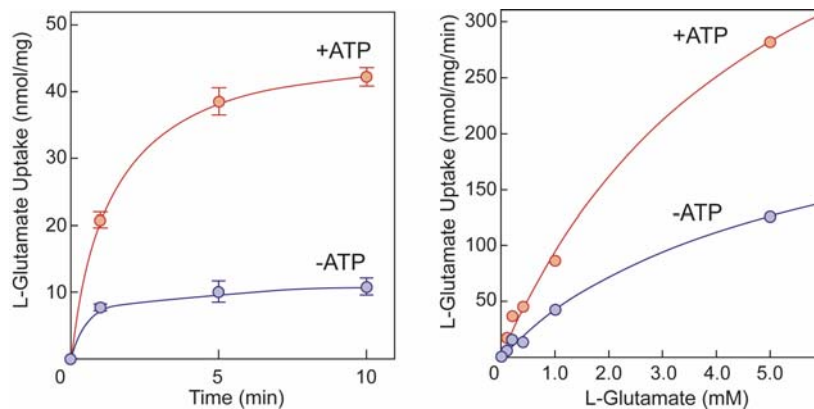 L-Glutamate Uptake (nmol/mg)
50
40
30
20
10
0
5
10
Time (min)
+ATP
-ATP
L-Glutamate Uptake (nmol/mg/min)
300
250
200
150
100
50
0
1.0
2.0
3.0
4.0
5.0
L-Glutamate (mM)
+ATP
-ATP